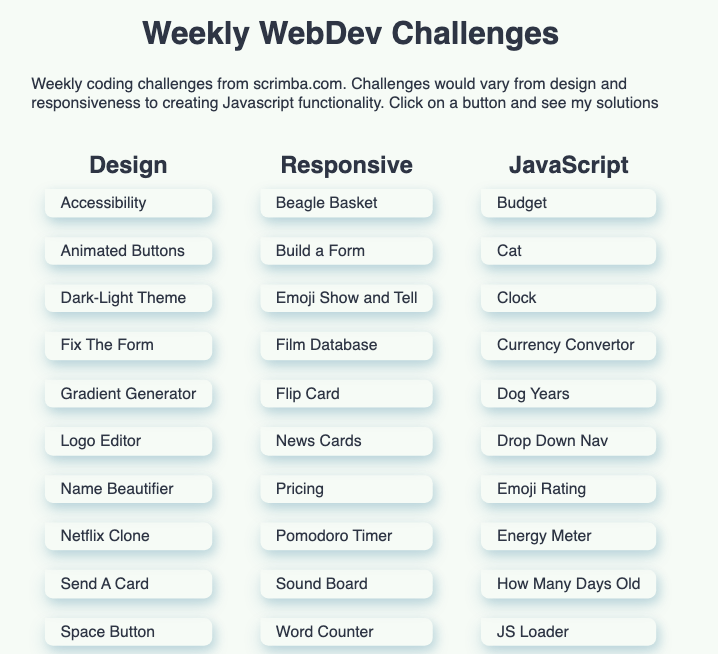 Weekly WebDev Challenges
Weekly coding challenges from scrimba.com. Challenges would vary from design and
responsiveness to creating Javascript functionality. Click on a button and see my solutions
Design
Accessibility
Animated Buttons
Dark-Light Theme
Fix The Form
Gradient Generator
Logo Editor
Name Beautifier
Netflix Clone
Send A Card
Space Button
Responsive
Beagle Basket
Build a Form
Emoji Show and Tell
Film Database
Flip Card
News Cards
Pricing
Pomodoro Timer
Sound Board
Word Counter
JavaScript
Budget
Cat
Clock
Currency Convertor
Dog Years
Drop Down Nav
Emoji Rating
Energy Meter
How Many Days Old
JS Loader